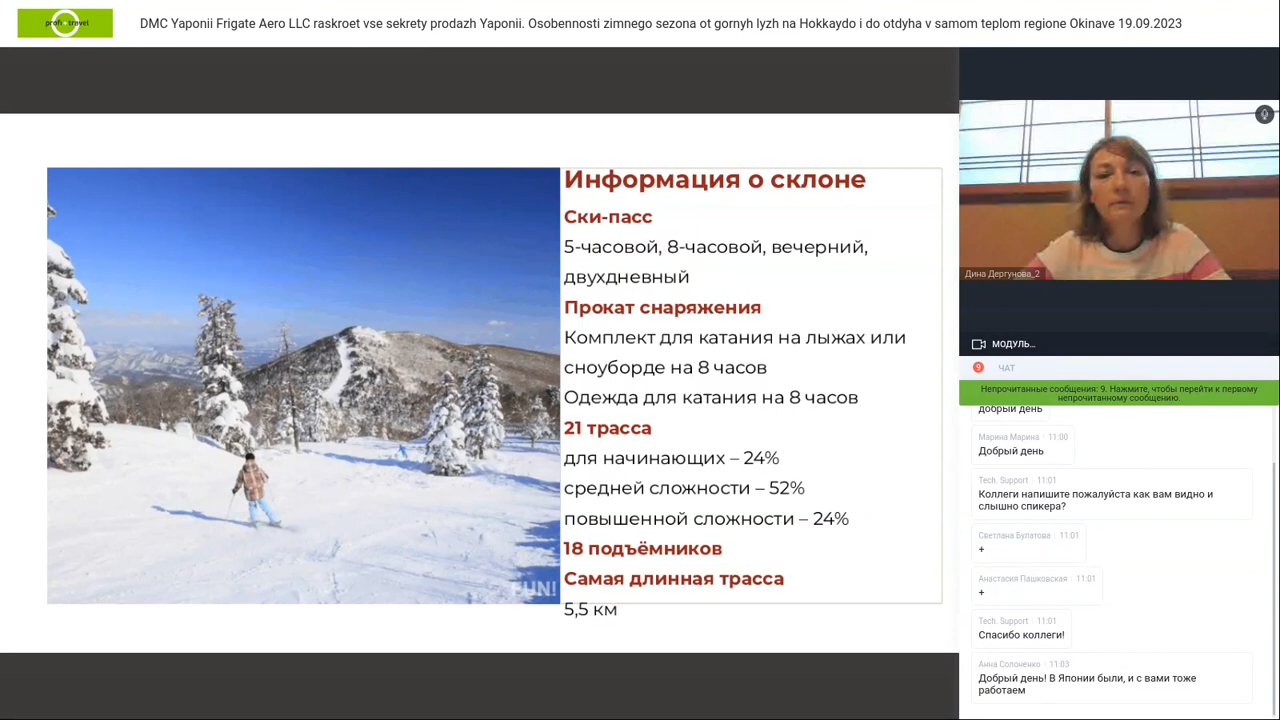 profi travel
DMC Yaponii Frigate Aero LLC raskroet vse sekrety prodazh Yaponii. Osobennosti zimnego sezona ot gornyh lyzh na Hokkaydo i do otdyha v samom teplom regione Okinave 19.09.2023
Информация о склоне
Ски-пасс
5-часовой, 8-часовой, вечерний,
двухдневный
Прокат снаряжения
Комплект для катания на лыжах или
сноуборде на 8 часов
Одежда для катания на 8 часов
21 трасса
для начинающих – 24%
средней сложности – 52%
повышенной сложности – 24%
18 подъёмников
Самая длинная трасса
5,5 км
FUN!
Дина Дергунова_2
МОДУЛЬ...
9 ЧАТ
Непрочитанные сообщения: 9. Нажмите, чтобы перейти к первому
непрочитанному сообщению.
добрый день
Марина Марина 11:00
Добрый день
Tech. Support 11:01
Коллеги напишите пожалуйста как вам видно и
слышно спикера?
Светлана Булатова 11:01
+
Анастасия Пашковская 11:01
+
Tech. Support 11:01
Спасибо коллеги!
Анна Солоненко 11:03
Добрый день! В Японии были, и с вами тоже
работаем